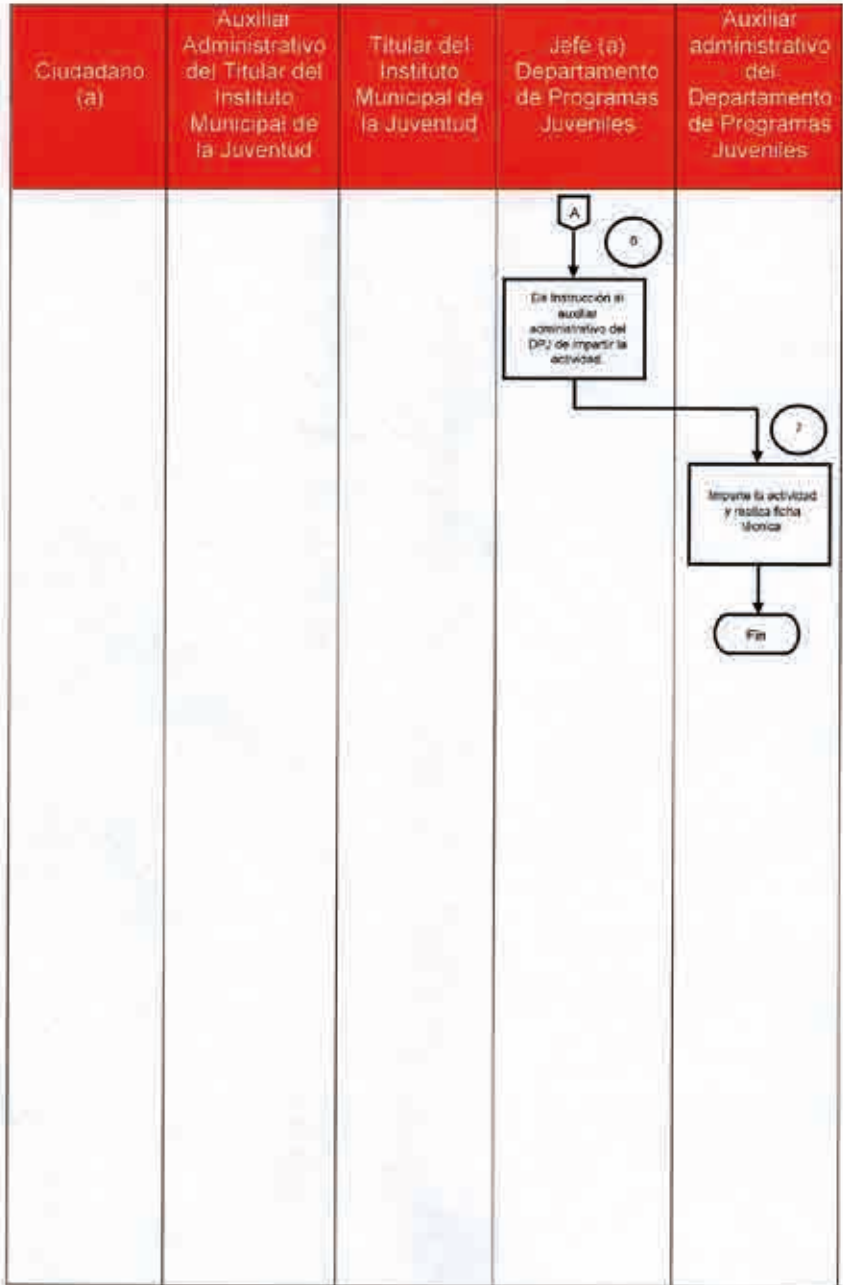 Ciudadano
(a)
Auxiliar
Administrativo
del Titular del
Instituto
Municipal de
la Juventud
Titular del
Instituto
Municipal de
la Juventud
Jefe (a)
Departamento
de Programas
Juveniles
Auxiliar
administrativo
del
Departamento
de Programas
Juveniles
A
6
Da instrucción al
auxiliar
administrativo del
DPJ de impartir la
actividad.
7
Imparte la actividad
y realiza ficha
técnica
Fin